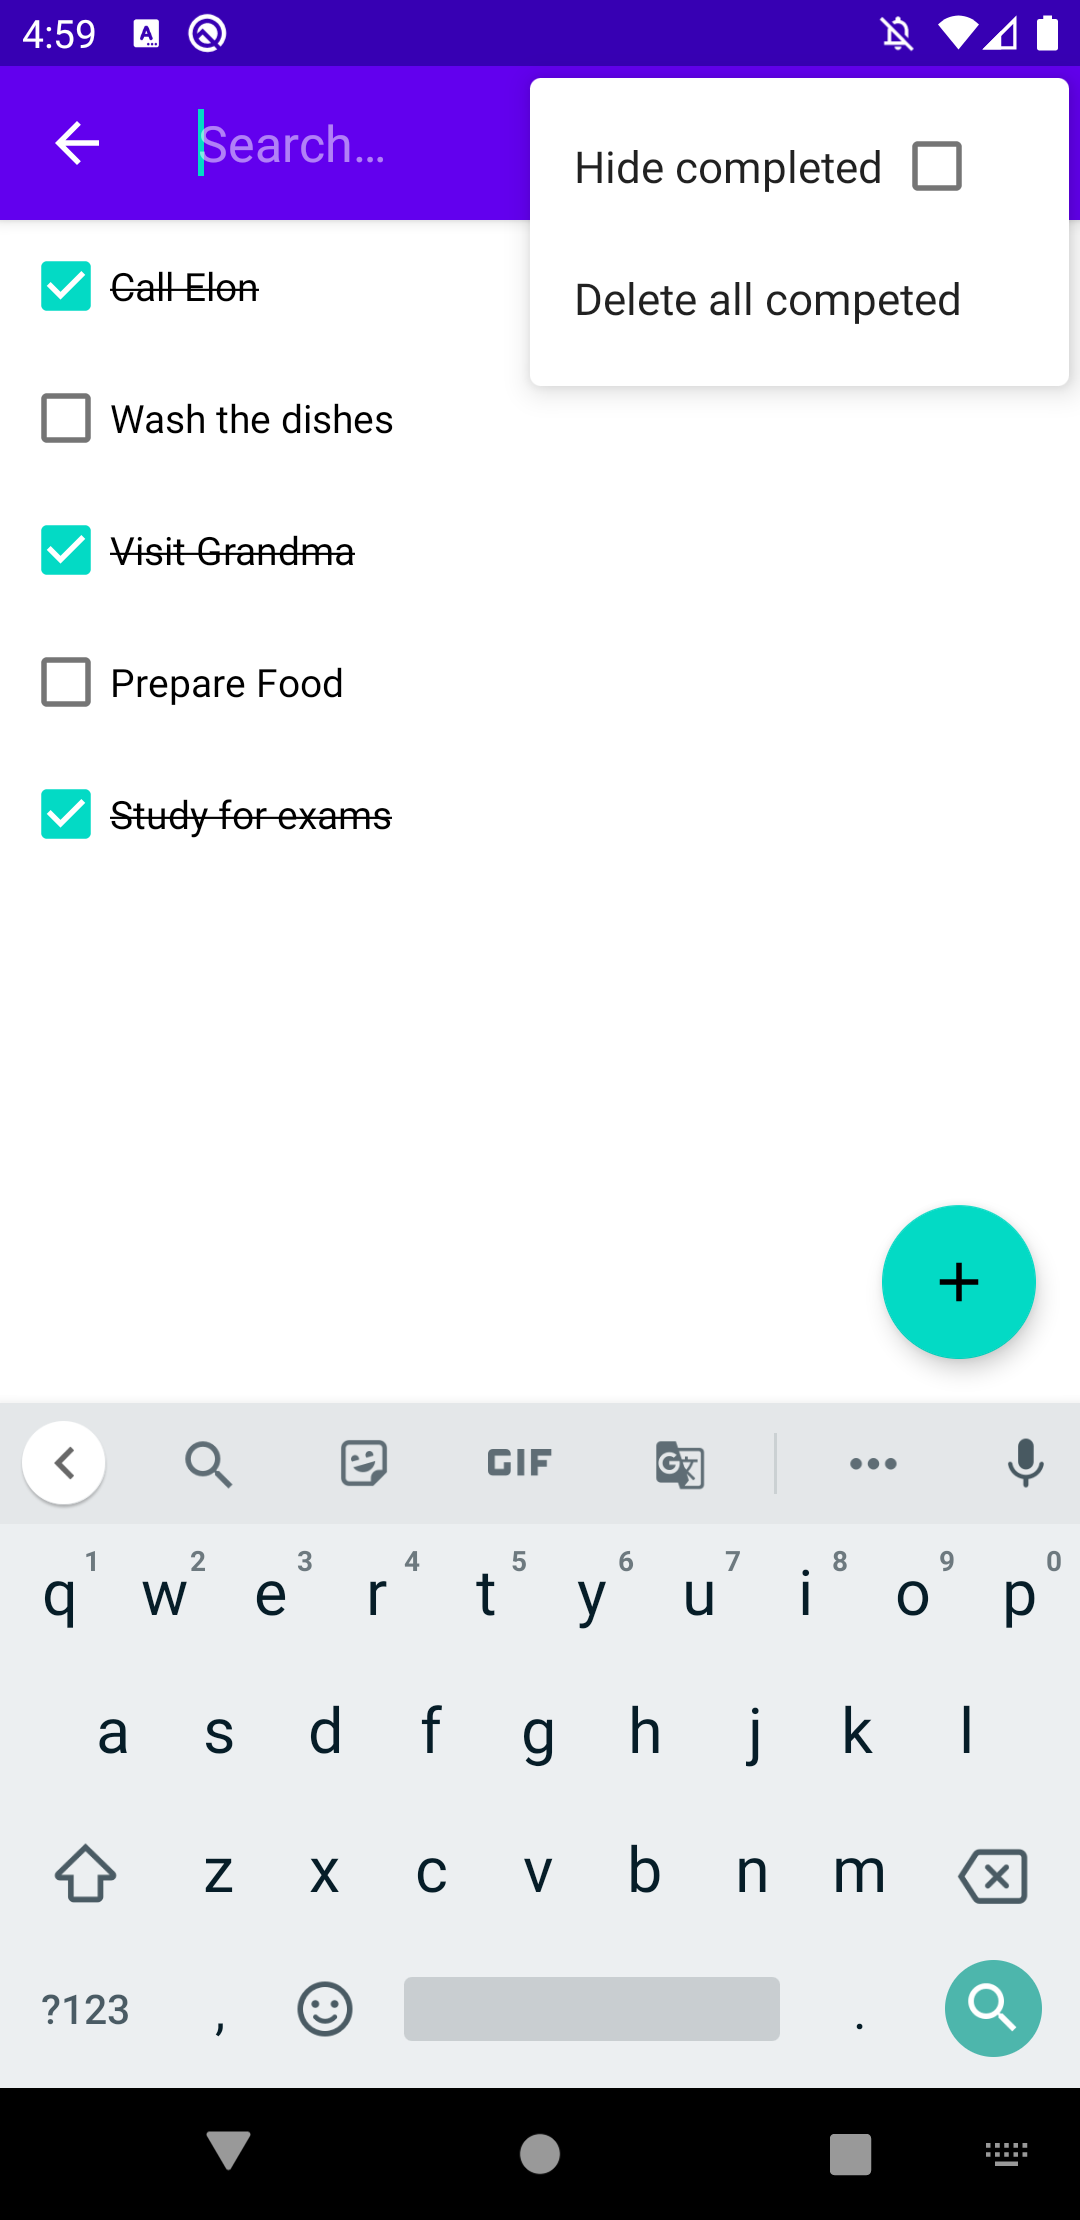 4:59
Search...
Hide completed
Delete all competed
Call Elon
Wash the dishes
Visit Grandma
Prepare Food
Study for exams
GIF
1 2 3 4 5 6 7 8 9 0
q w e r t y u i o p
a s d f g h j k l
z x c v b n m
?123 , .